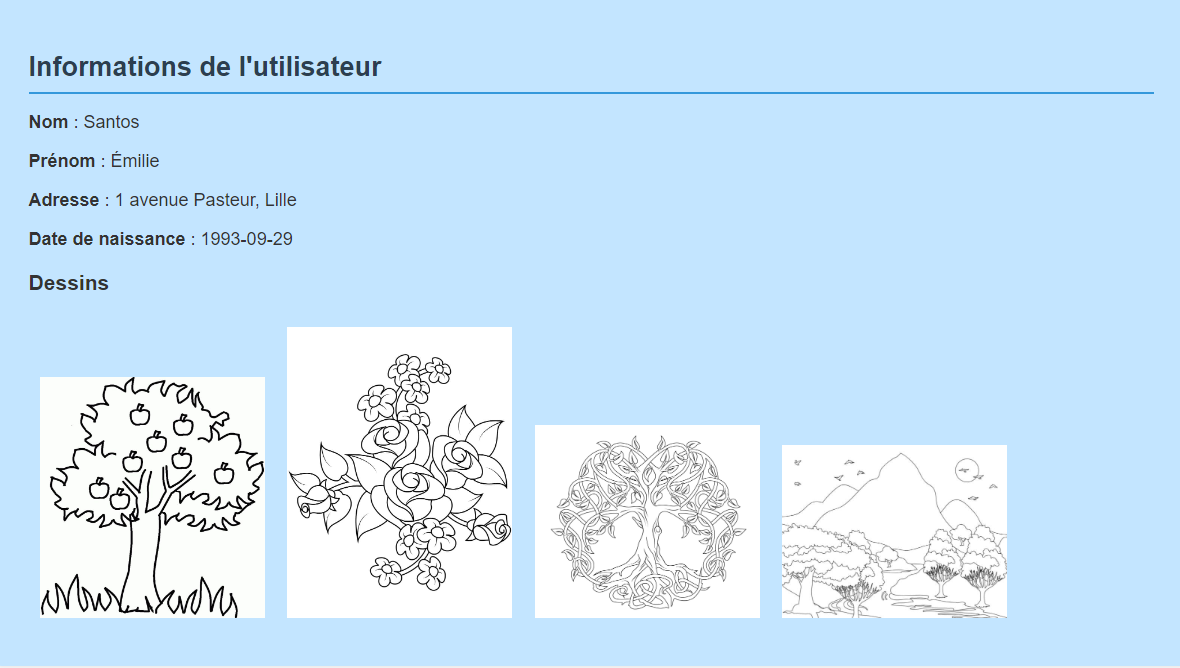 Informations de l'utilisateur
Nom : Santos
Prénom : Émilie
Adresse : 1 avenue Pasteur, Lille
Date de naissance : 1993-09-29
Dessins